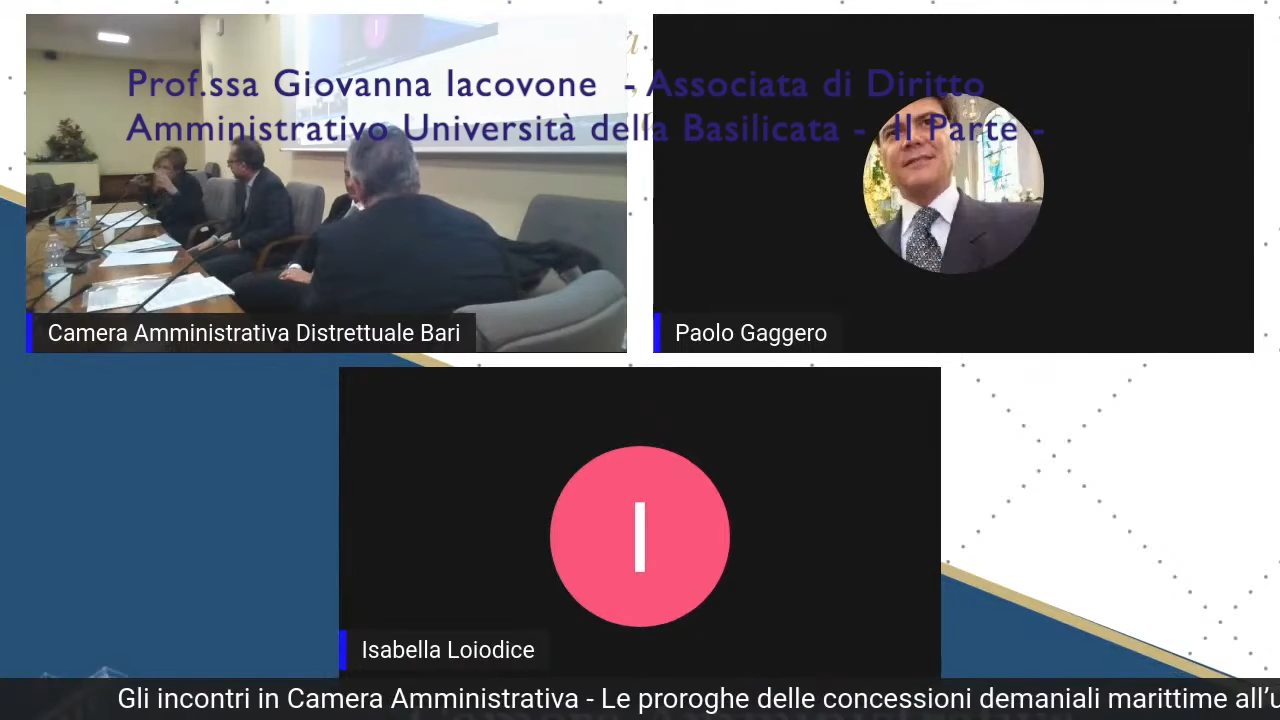 Prof.ssa Giovanna Iacovone - Associata di Diritto
Amministrativo Università della Basilicata - II Parte -
Camera Amministrativa Distrettuale Bari
Paolo Gaggero
I
Isabella Loiodice
Gli incontri in Camera Amministrativa - Le proroghe delle concessioni demaniali marittime all’u